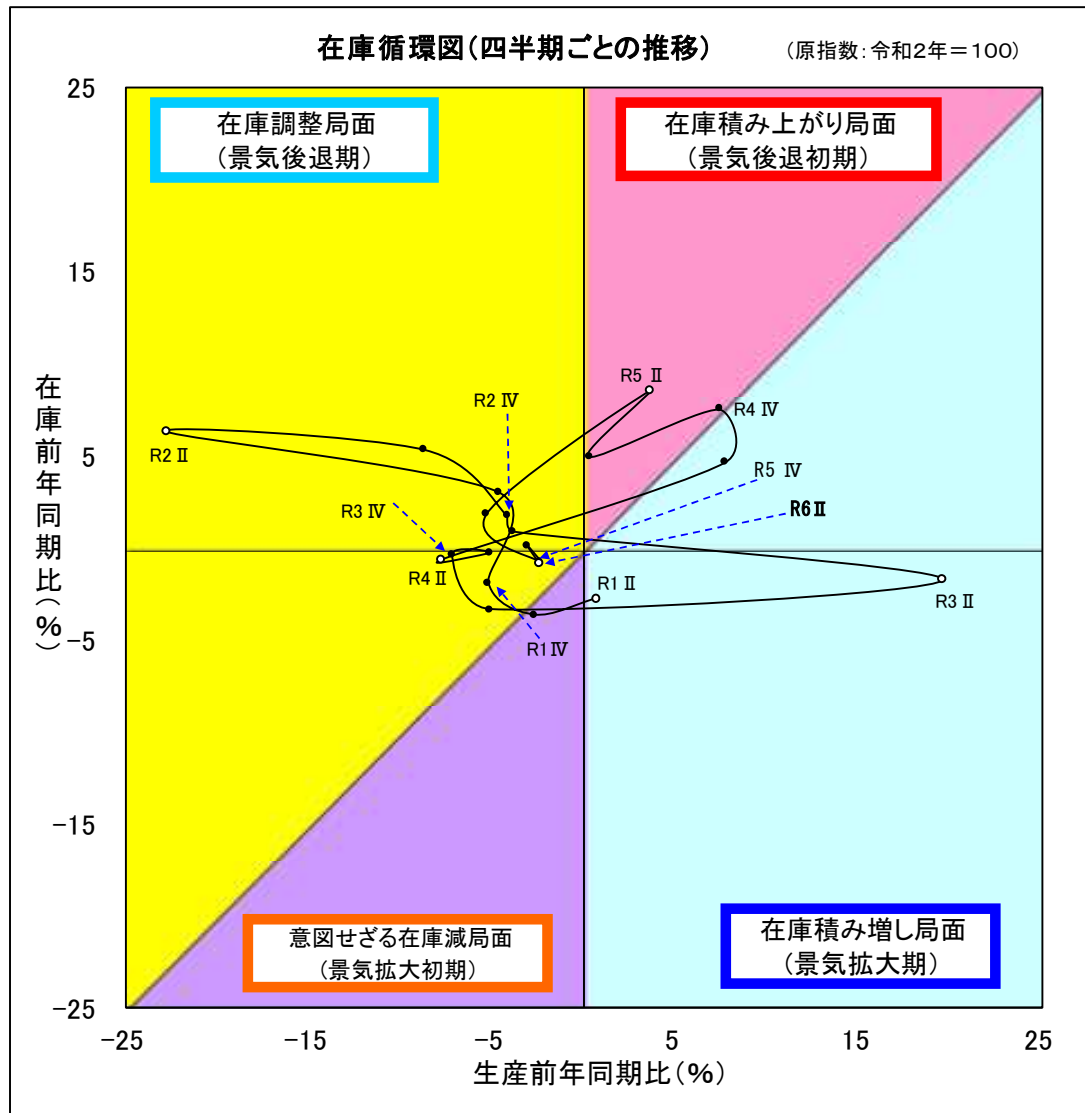 在庫循環図(四半期ごとの推移)
(原指数:令和2年=100)
在庫調整局面
(景気後退期)
在庫積み上がり局面
(景気後退初期)
意図せざる在庫減局面
(景気拡大初期)
在庫積み増し局面
(景気拡大期)
25
15
5
-5
-15
-25
在庫前年同期比(%)
R5 Ⅱ
R2 Ⅳ
R4 Ⅳ
R2 Ⅱ
R5 Ⅳ
R3 Ⅳ
R6Ⅱ
R4 Ⅱ
R1 Ⅱ
R3 Ⅱ
R1Ⅳ
-25
-15
-5
5
15
25
生産前年同期比(%)